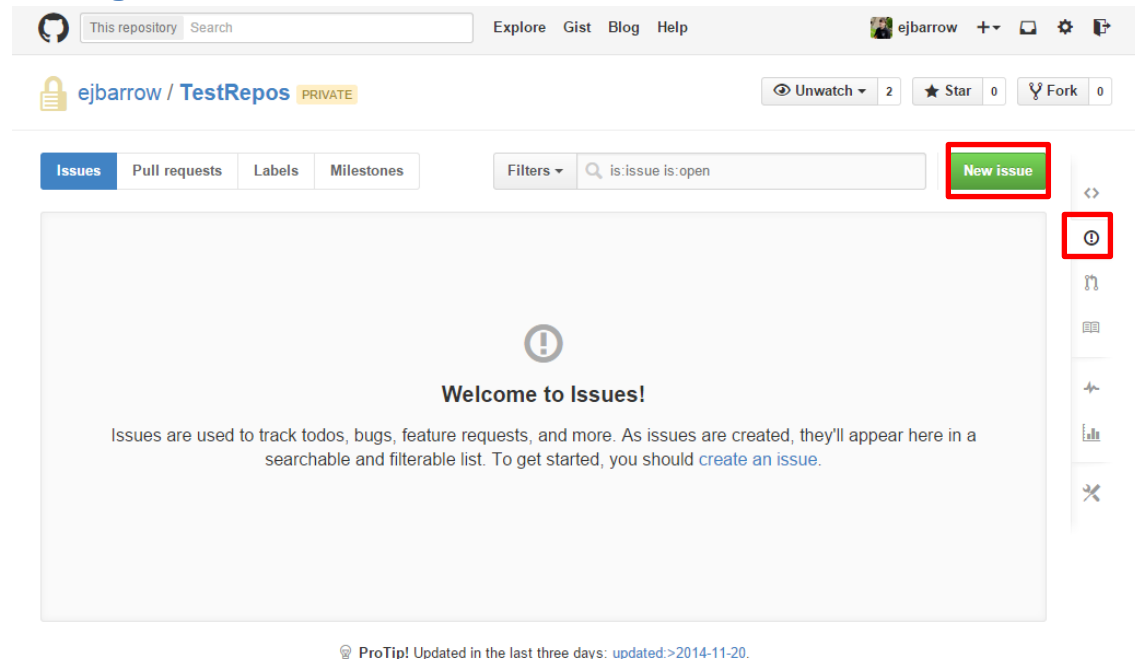 This repository Search Explore Gist Blog Help ejbarrow
ejbarrow / TestRepos PRIVATE Unwatch 2 Star 0 Fork 0
Issues Pull requests Labels Milestones Filters is:issue is:open New issue
Welcome to Issues!
Issues are used to track todos, bugs, feature requests, and more. As issues are created, they'll appear here in a
searchable and filterable list. To get started, you should create an issue.
ProTip! Updated in the last three days: updated:>2014-11-20.